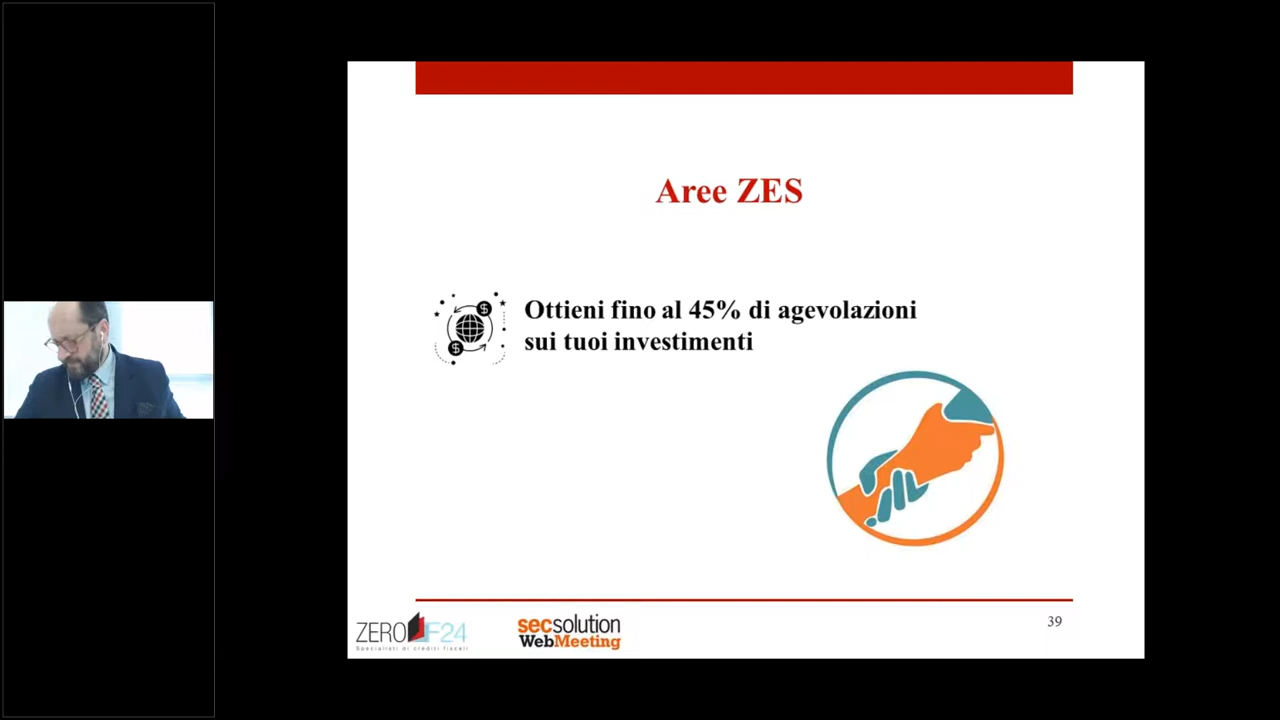 Aree ZES
Ottieni fino al 45% di agevolazioni
sui tuoi investimenti
ZERO F24
Specialisti di crediti fiscali
secsolution
WebMeeting
39